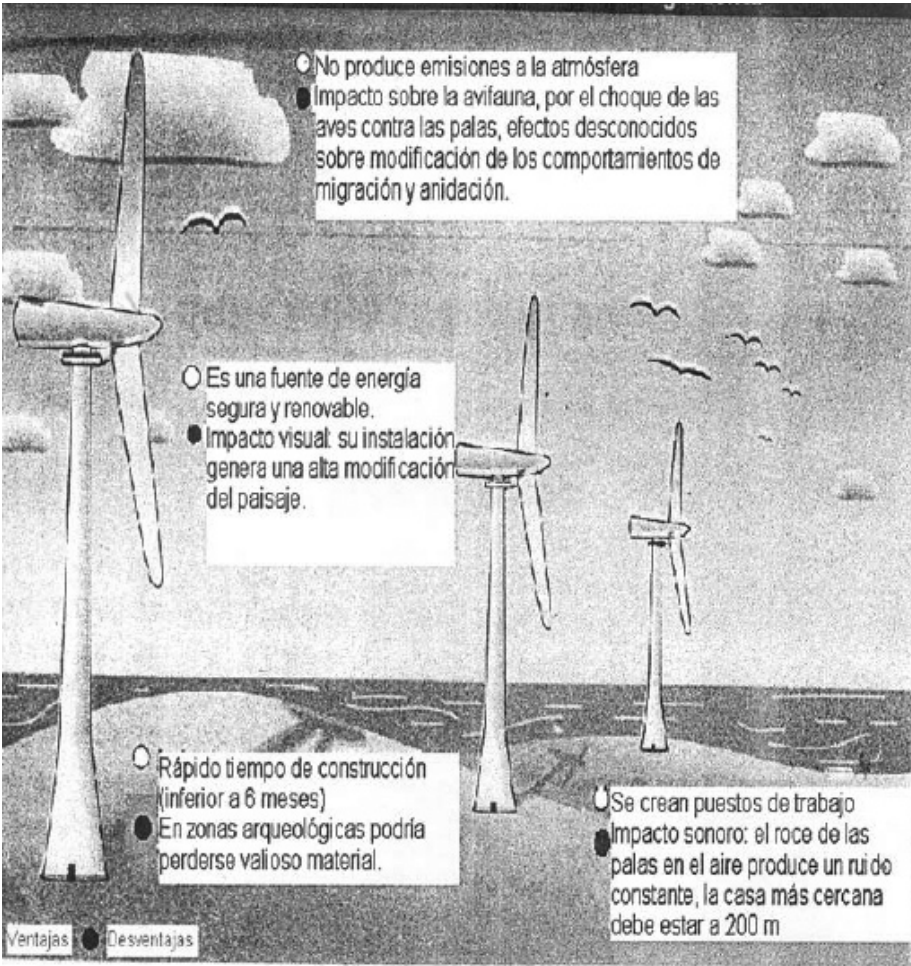 No produce emisiones a la atmósfera
Impacto sobre la avifauna, por el choque de las
aves contra las palas, efectos desconocidos
sobre modificación de los comportamientos de
migración y anidación.
Es una fuente de energía
segura y renovable.
Impacto visual: su instalación
genera una alta modificación
del paisaje.
Rápido tiempo de construcción
(inferior a 6 meses)
En zonas arqueológicas podría
perderse valioso material.
Se crean puestos de trabajo
Impacto sonoro: el roce de las
palas en el aire produce un ruido
constante, la casa más cercana
debe estar a 200 m
Ventajas Desventajas